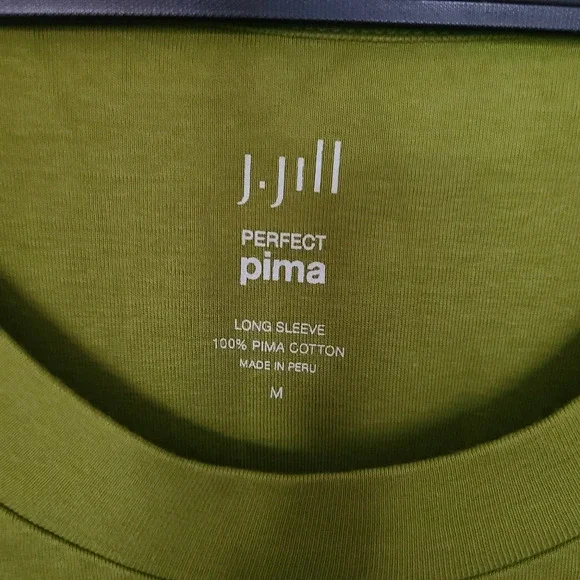 J.Jill
PERFECT
pima
LONG SLEEVE
100% PIMA COTTON
MADE IN PERU
M